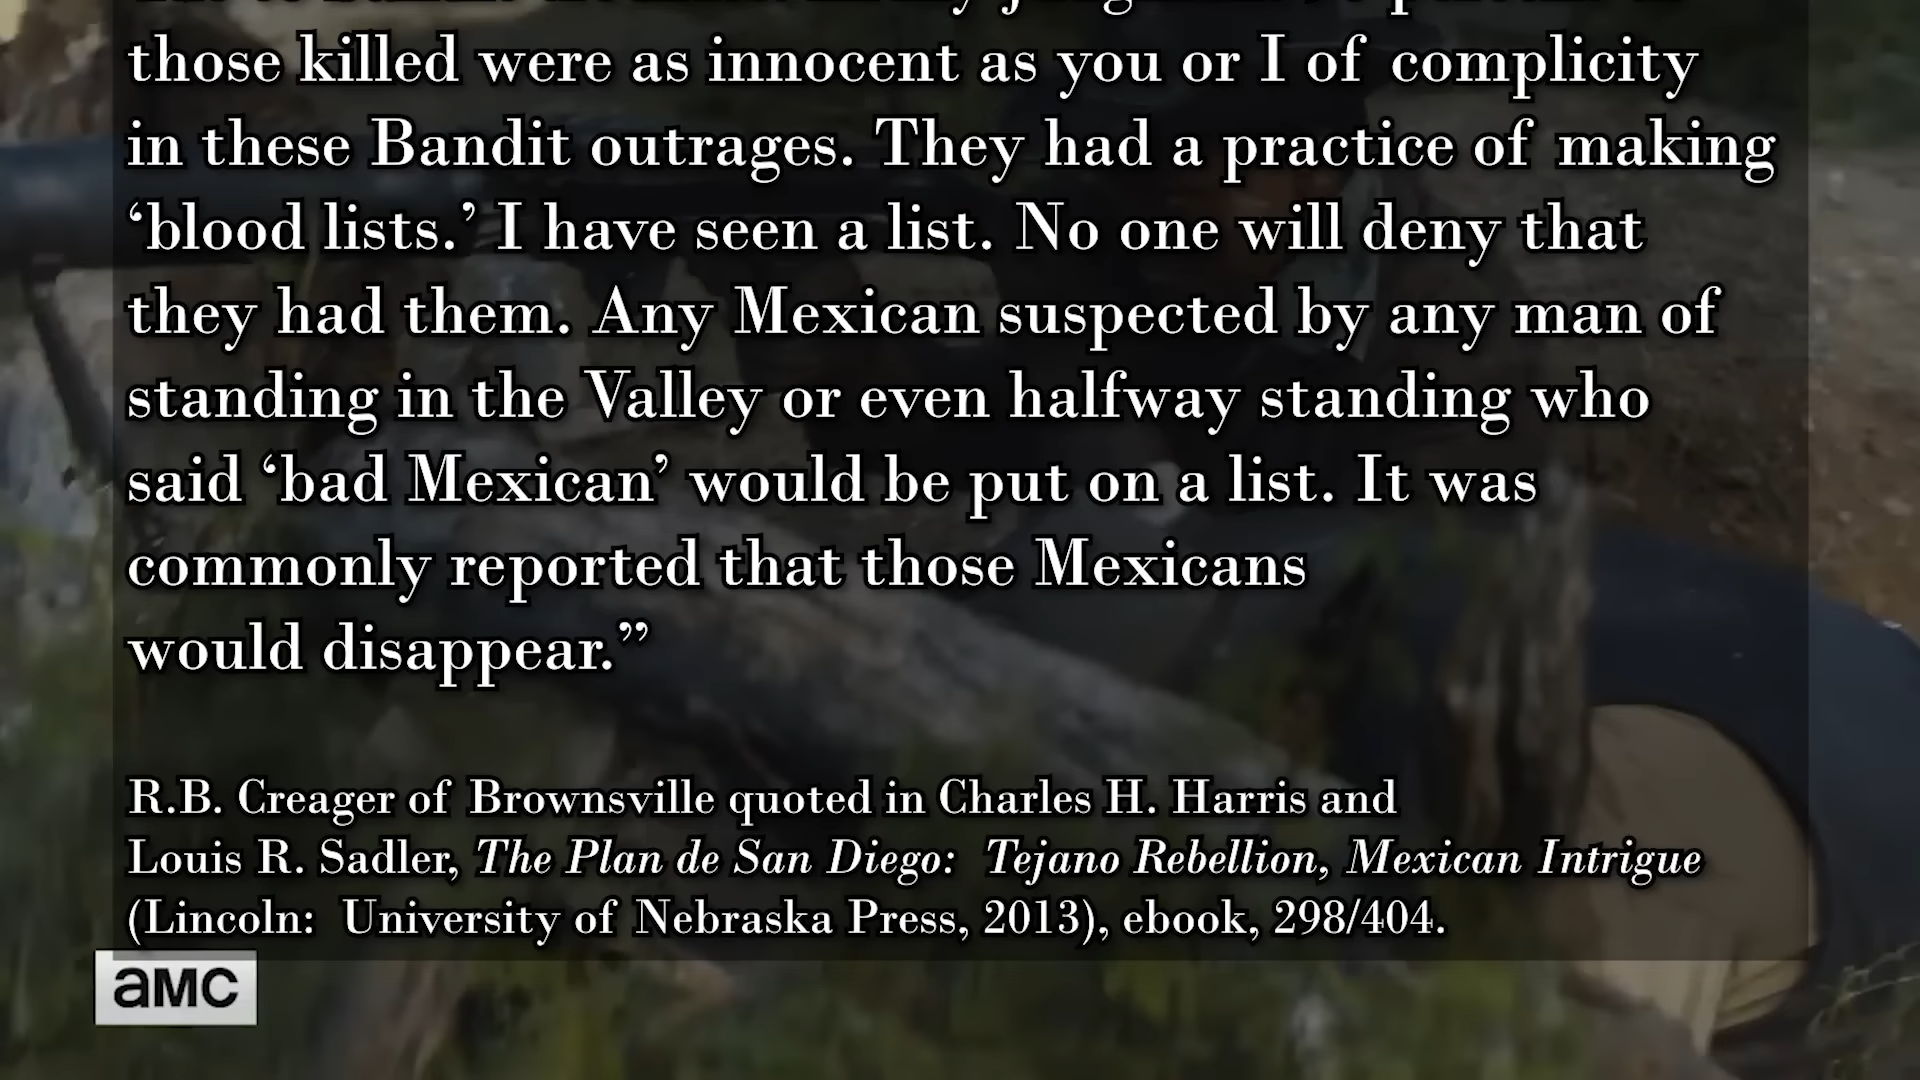 those killed were as innocent as you or I of complicity
in these Bandit outrages. They had a practice of making
‘blood lists.’ I have seen a list. No one will deny that
they had them. Any Mexican suspected by any man of
standing in the Valley or even halfway standing who
said ‘bad Mexican’ would be put on a list. It was
commonly reported that those Mexicans
would disappear.”
R.B. Creager of Brownsville quoted in Charles H. Harris and
Louis R. Sadler, The Plan de San Diego: Tejano Rebellion, Mexican Intrigue
(Lincoln: University of Nebraska Press, 2013), ebook, 298/404.
aMC